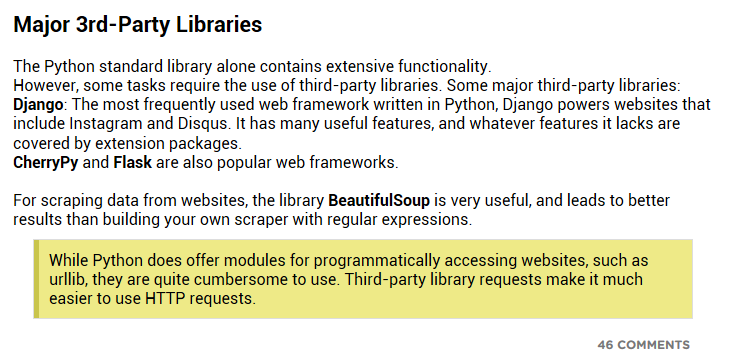 Major 3rd-Party Libraries
The Python standard library alone contains extensive functionality.
However, some tasks require the use of third-party libraries. Some major third-party libraries:
Django: The most frequently used web framework written in Python, Django powers websites that
include Instagram and Disqus. It has many useful features, and whatever features it lacks are
covered by extension packages.
CherryPy and Flask are also popular web frameworks.
For scraping data from websites, the library BeautifulSoup is very useful, and leads to better
results than building your own scraper with regular expressions.
While Python does offer modules for programmatically accessing websites, such as
urllib, they are quite cumbersome to use. Third-party library requests make it much
easier to use HTTP requests.
46 COMMENTS